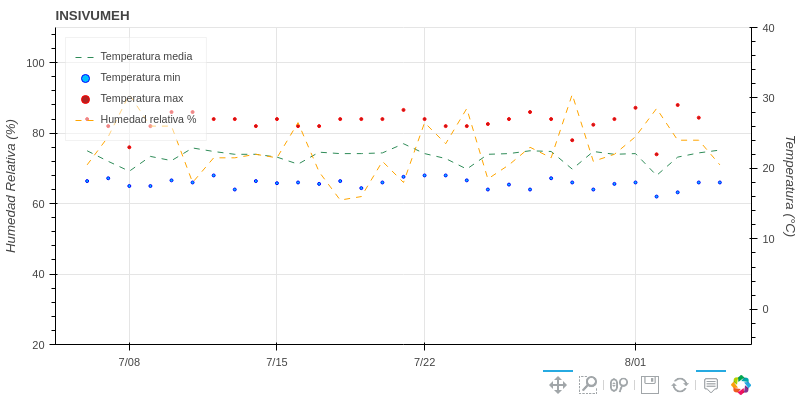 INSIVUMEH
Temperatura media
Temperatura min
Temperatura max
Humedad relativa %
Humedad Relativa (%)
100
80
60
40
20
Temperatura (°C)
40
30
20
10
0
7/08
7/15
7/22
8/01